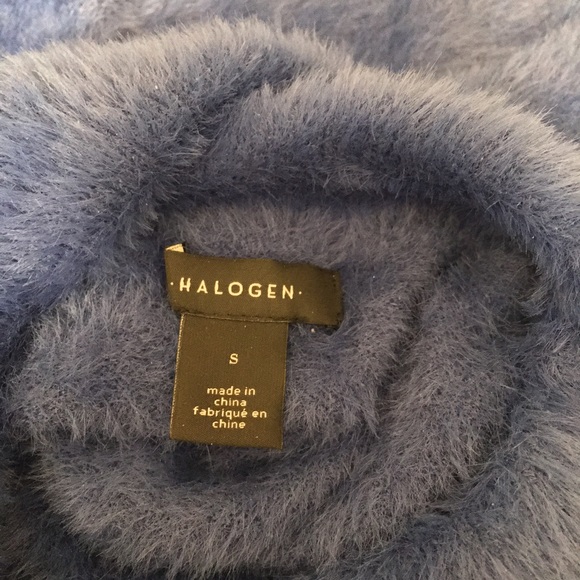 ·HALOGEN·
S
made in
china
fabriqué en
chine